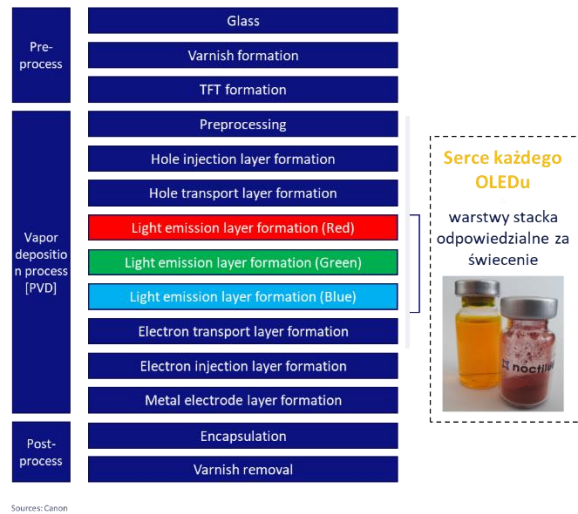 Pre-
process
Glass
Varnish formation
TFT formation
Vapor
depositio
n process
[PVD]
Preprocessing
Hole injection layer formation
Hole transport layer formation
Light emission layer formation (Red)
Light emission layer formation (Green)
Light emission layer formation (Blue)
Electron transport layer formation
Electron injection layer formation
Metal electrode layer formation
Post-
process
Encapsulation
Varnish removal
Serce każdego
OLEDu
warstwy stacka
odpowiedzialne za
świecenie
noctiluc
Sources: Canon